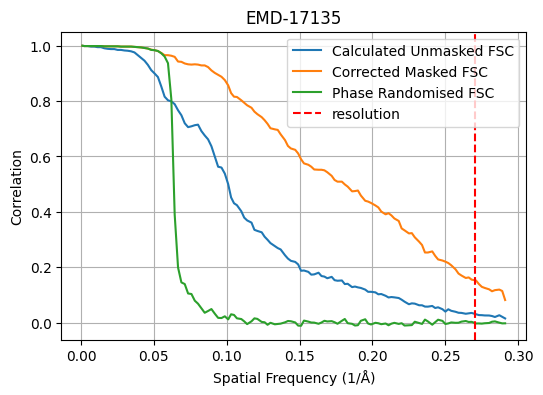 EMD-17135
Calculated Unmasked FSC
Corrected Masked FSC
Phase Randomised FSC
resolution
Correlation
1.0
0.8
0.6
0.4
0.2
0.0
0.00 0.05 0.10 0.15 0.20 0.25 0.30
Spatial Frequency (1/Å)